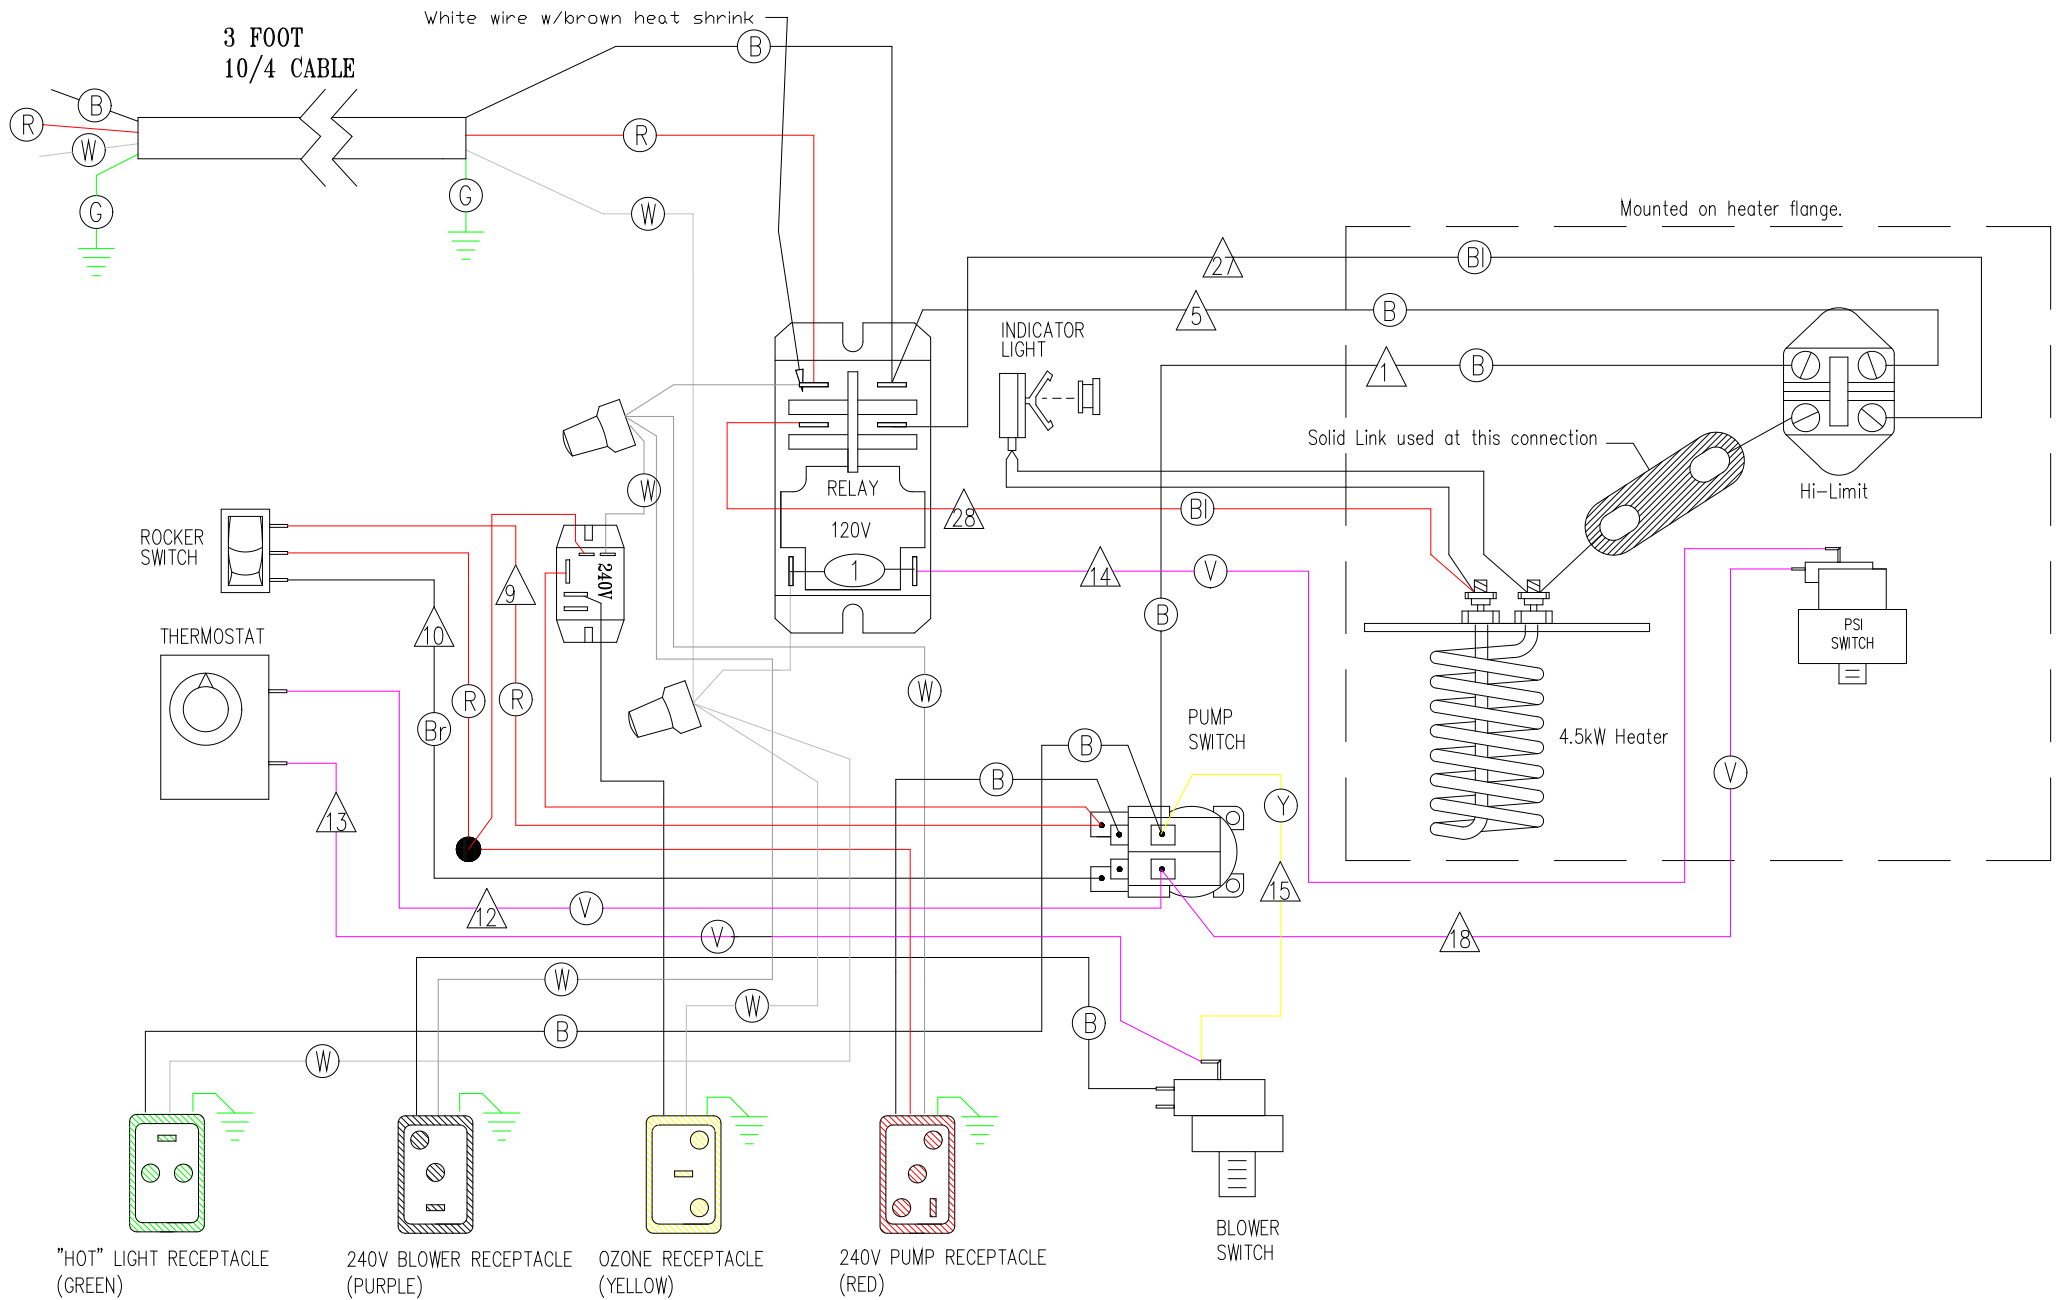 White wire w/brown heat shrink
3 FOOT
10/4 CABLE
B
B
R
R
W
G
G
W
Mounted on heater flange.
27
Bl
5
B
INDICATOR
LIGHT
1
B
Solid Link used at this connection
Hi-Limit
W
RELAY
120V
1
28
Bl
ROCKER
SWITCH
240V
9
14
V
10
B
THERMOSTAT
PSI
SWITCH
R
R
W
Br
PUMP
SWITCH
4.5kW Heater
B
B
V
13
Y
15
12
V
V
18
W
W
B
B
W
"HOT" LIGHT RECEPTACLE
(GREEN)
240V BLOWER RECEPTACLE
(PURPLE)
OZONE RECEPTACLE
(YELLOW)
240V PUMP RECEPTACLE
(RED)
BLOWER
SWITCH